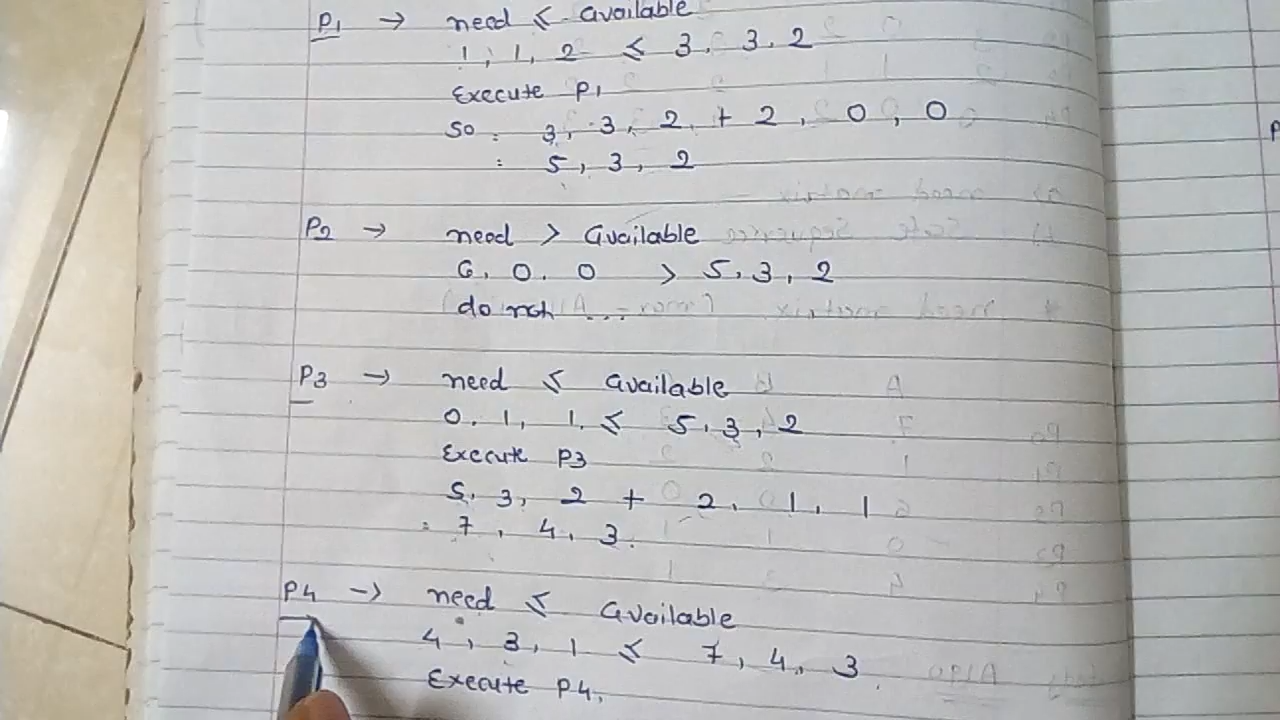 P1 → need ≤ available
1, 1, 2 ≤ 3, 3, 2
Execute P1
So : 3, 3, 2, + 2, 0, 0
: 5, 3, 2
P2 → need > available
6, 0, 0 > 5, 3, 2
do not
P3 → need ≤ available
0, 1, 1, ≤ 5, 3, 2
Execute P3
5, 3, 2 + 2, 1, 1
: 7, 4, 3.
P4 → need ≤ available
4, 3, 1 ≤ 7, 4, 3
Execute P4,